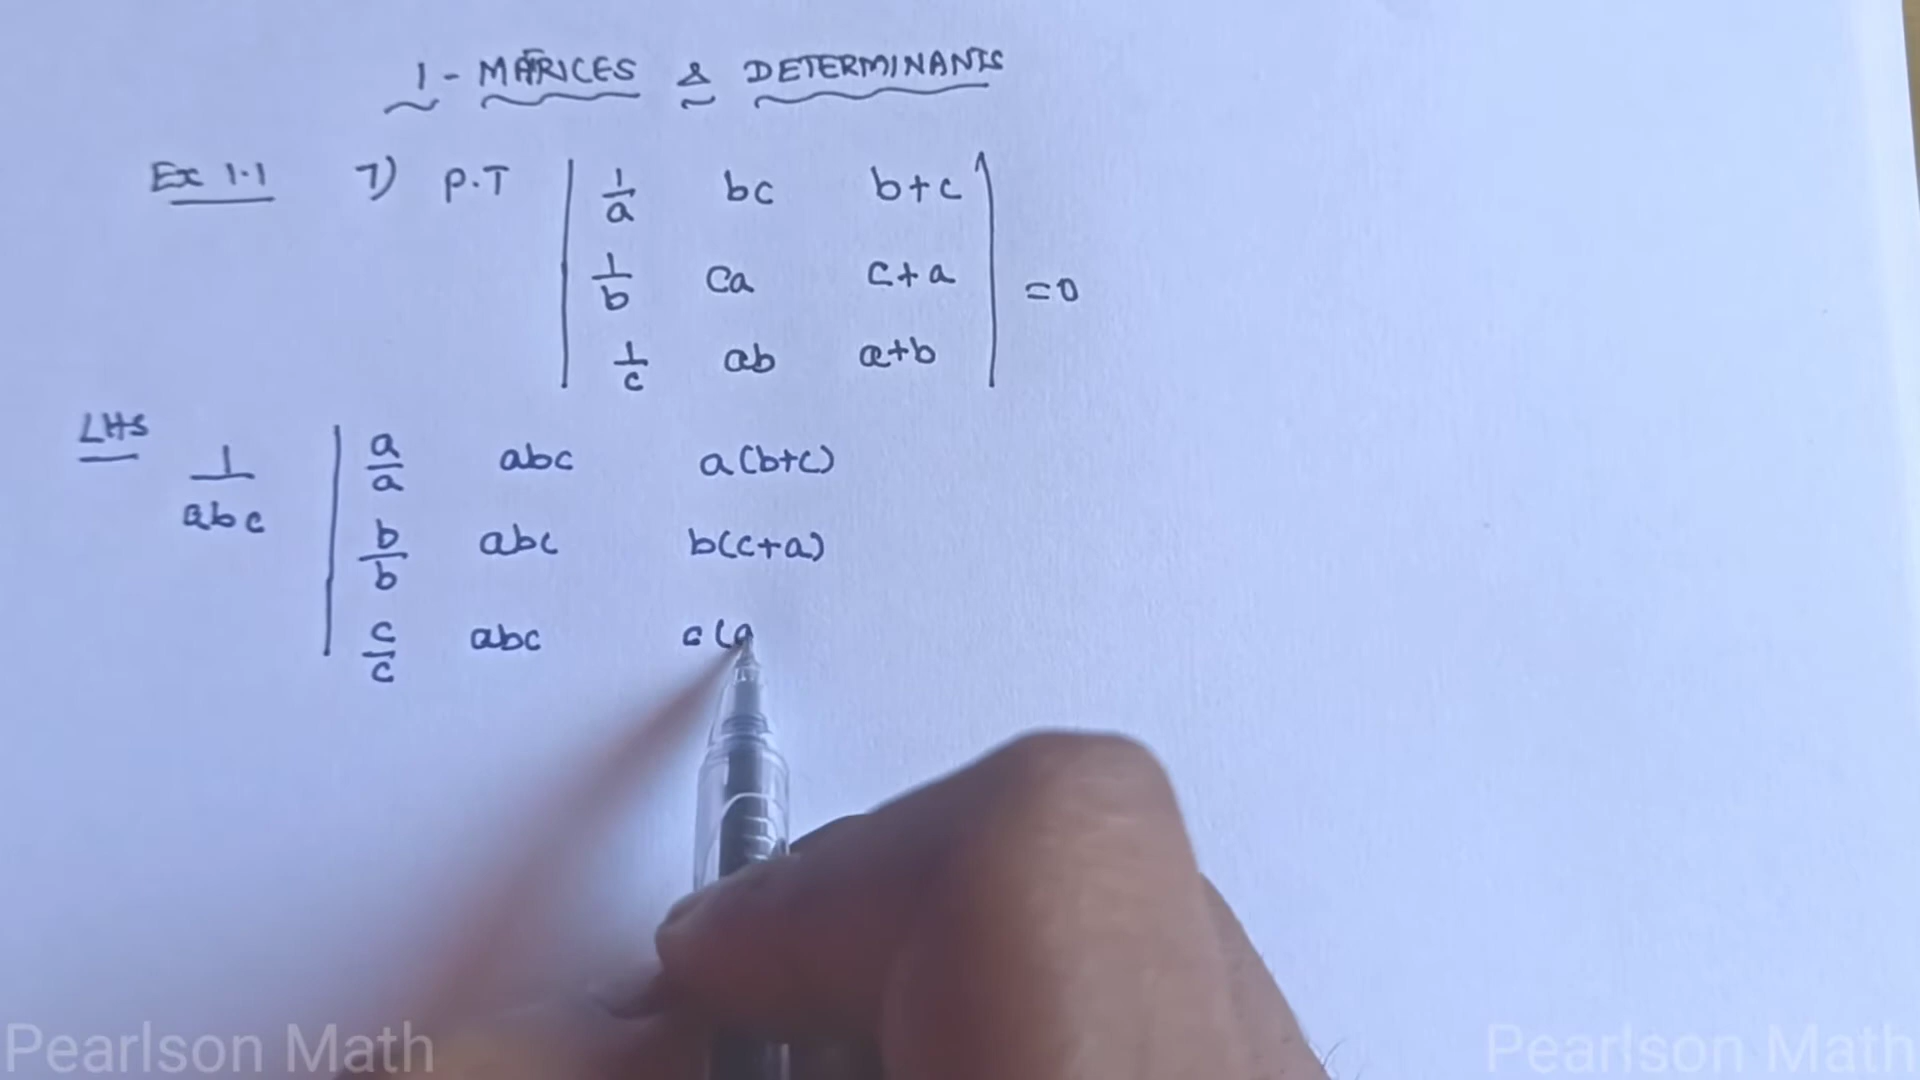 1 - MATRICES & DETERMINANTS
Ex 1.1 7) P.T | 1/a bc b+c |
| 1/b ca c+a | =0
| 1/c ab a+b |
LHS
1/abc | a/a abc a(b+c)
b/b abc b(c+a)
c/c abc c(a
Pearlson Math Pearlson Math